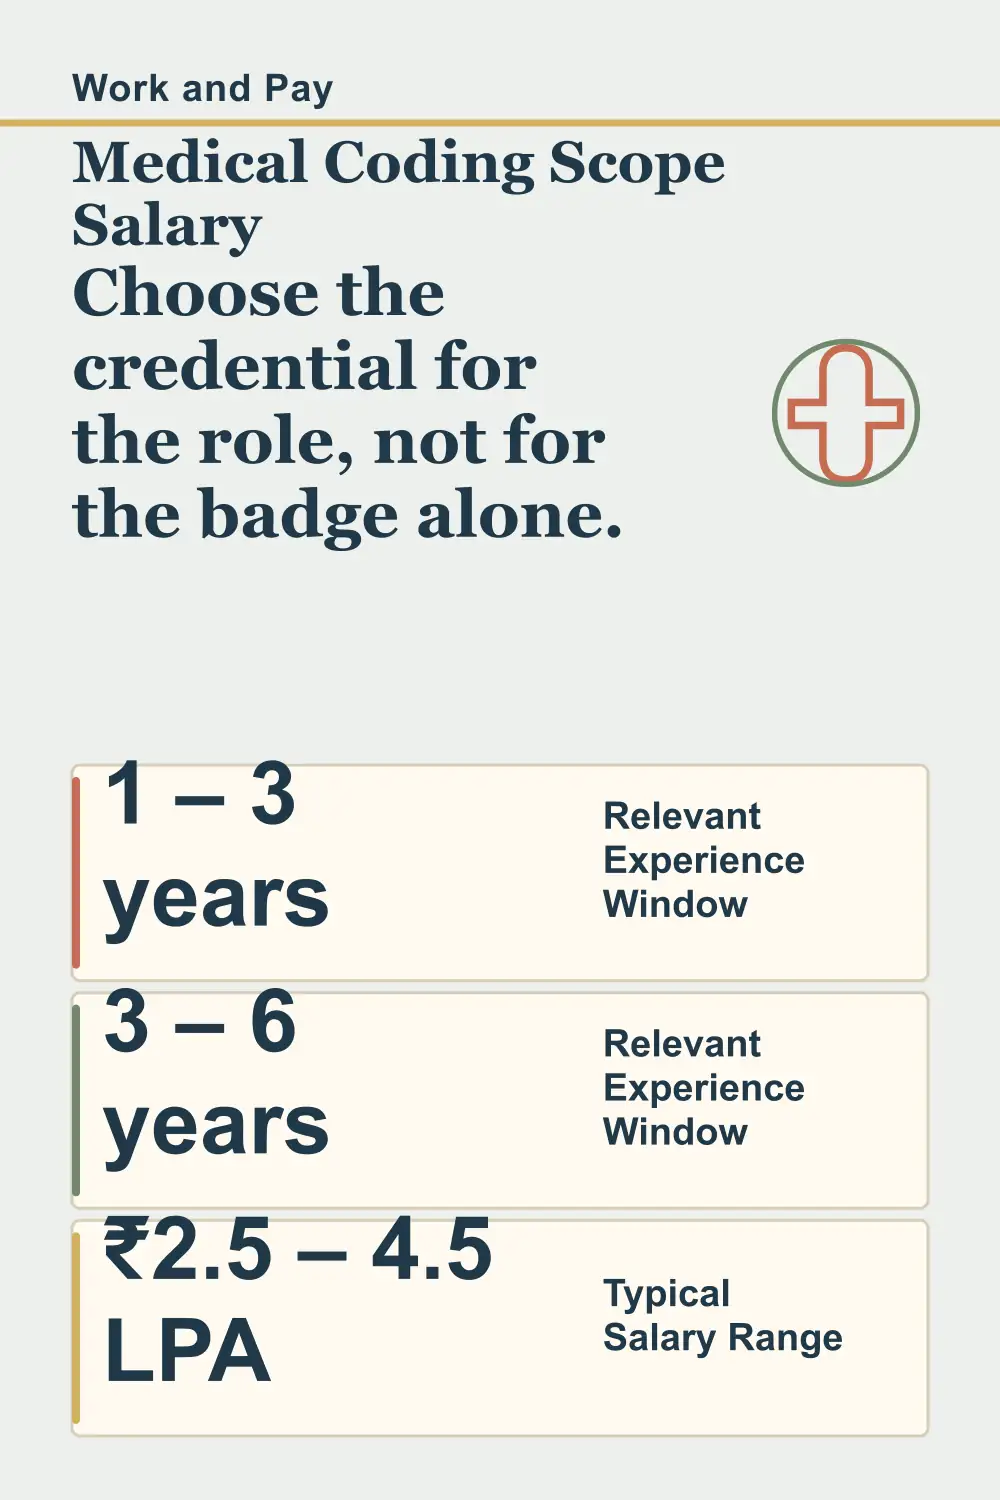 Work and Pay
Medical Coding Scope
Salary
Choose the
credential for
the role, not for
the badge alone.
1 – 3
years
Relevant
Experience
Window
3 – 6
years
Relevant
Experience
Window
₹2.5 – 4.5
LPA
Typical
Salary Range